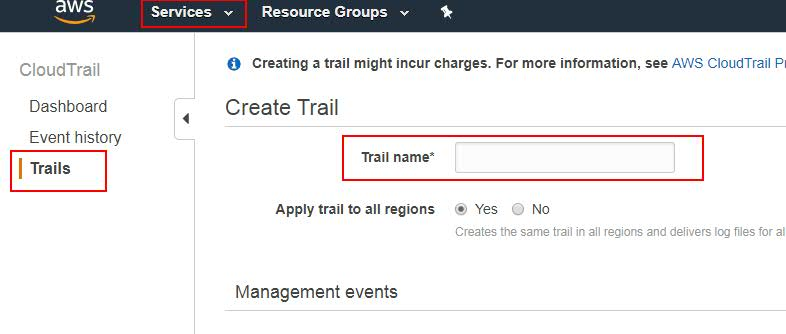 aws
Services
Resource Groups
CloudTrail
Dashboard
Event history
Trails
Creating a trail might incur charges. For more information, see AWS CloudTrail Pr
Create Trail
Trail name*
Apply trail to all regions
Yes
No
Creates the same trail in all regions and delivers log files for al
Management events